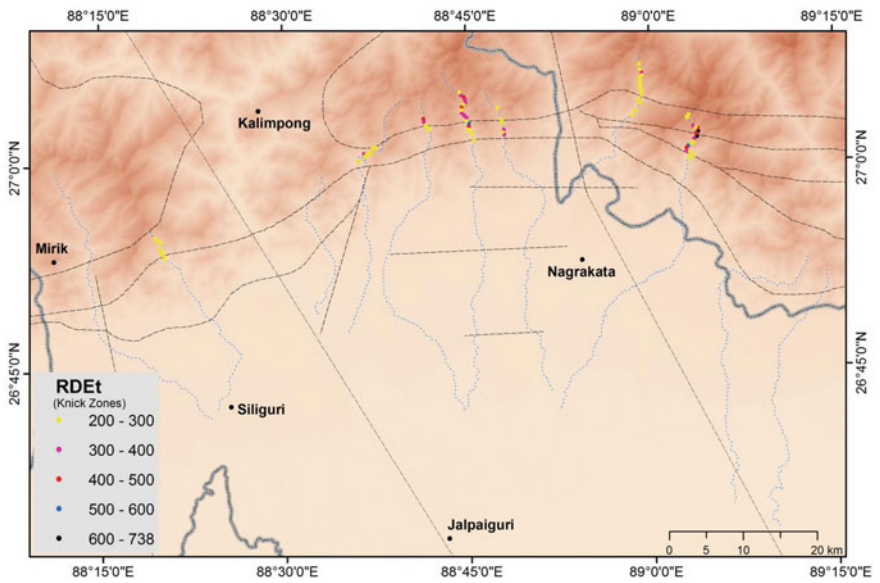 88°15'0"E 88°30'0"E 88°45'0"E 89°0'0"E 89°15'0"E
Kalimpong
27°0'0"N 27°0'0"N
Mirik
Nagrakata
26°45'0"N 26°45'0"N
RDEt
(Knick Zones)
200 - 300
300 - 400
400 - 500
500 - 600
600 - 738
Siliguri
Jalpaiguri
0 5 10 20 km
88°15'0"E 88°30'0"E 88°45'0"E 89°0'0"E 89°15'0"E